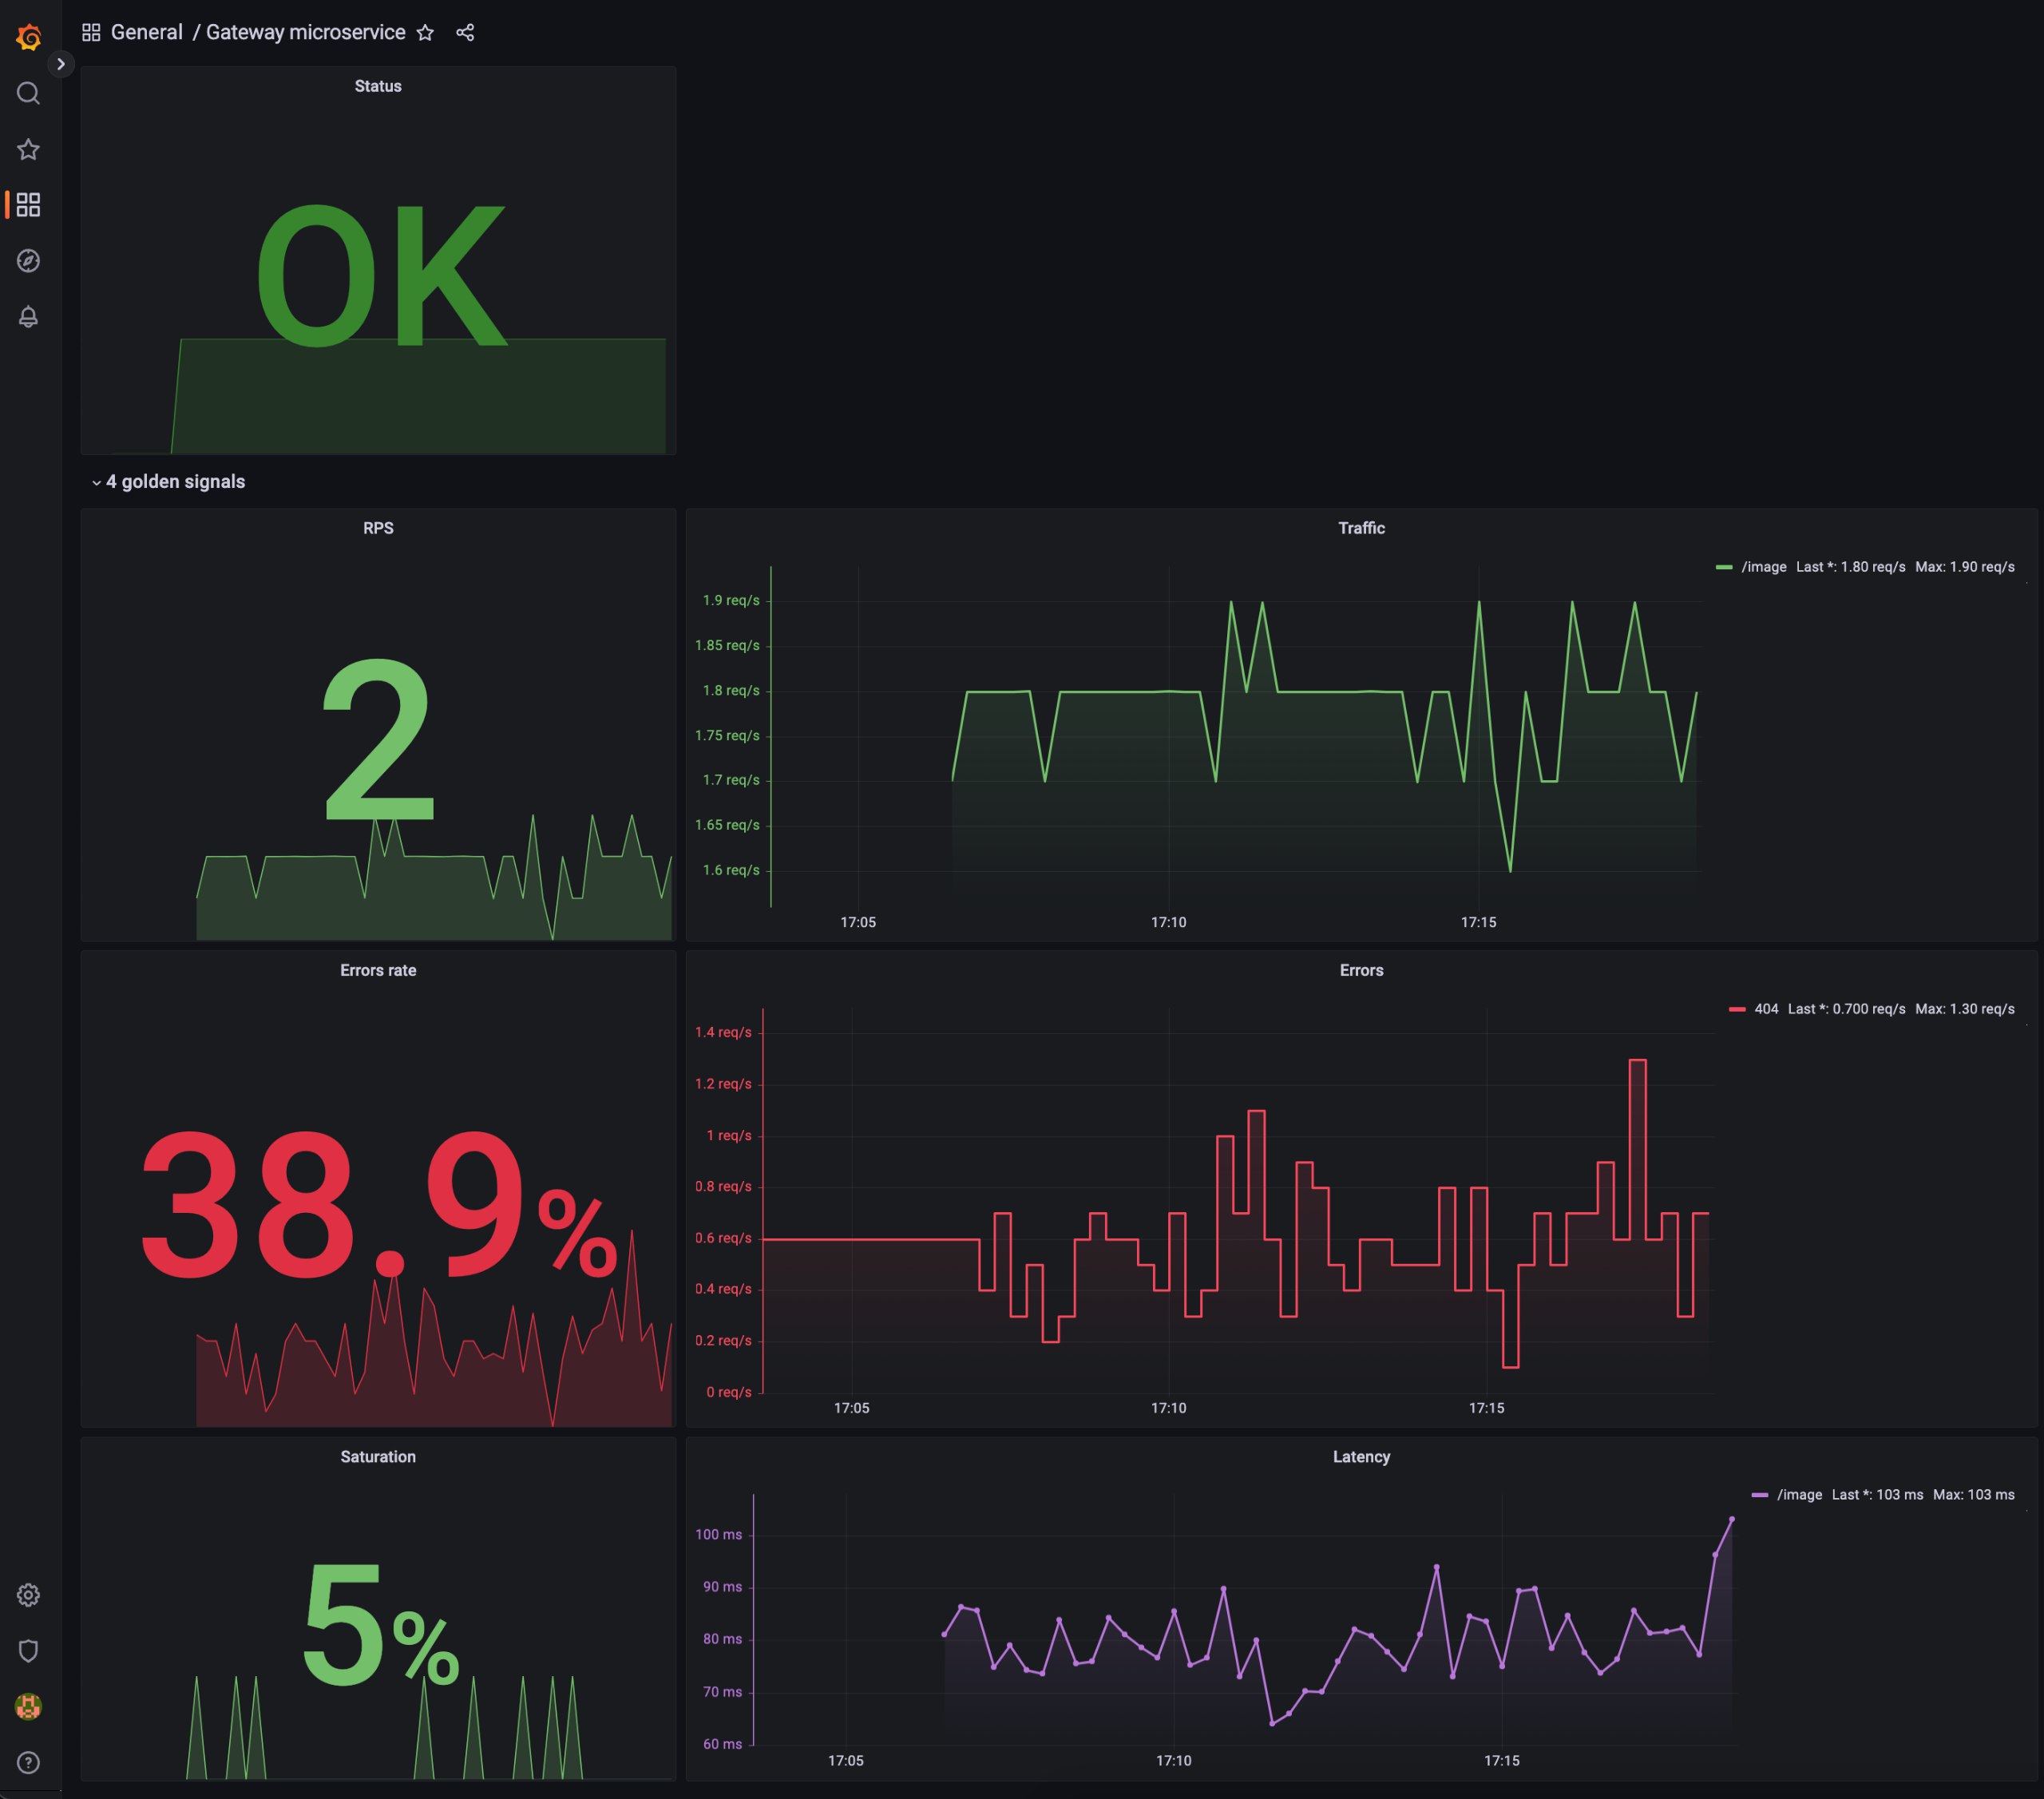 General / Gateway microservice
Status
OK
4 golden signals
RPS
2
Traffic
/image Last *: 1.80 req/s Max: 1.90 req/s
1.9 req/s
1.85 req/s
1.8 req/s
1.75 req/s
1.7 req/s
1.65 req/s
1.6 req/s
17:05 17:10 17:15
Errors rate
38.9%
Errors
404 Last *: 0.700 req/s Max: 1.30 req/s
1.4 req/s
1.2 req/s
1 req/s
0.8 req/s
0.6 req/s
0.4 req/s
0.2 req/s
0 req/s
17:05 17:10 17:15
Saturation
5%
Latency
/image Last *: 103 ms Max: 103 ms
100 ms
90 ms
80 ms
70 ms
60 ms
17:05 17:10 17:15